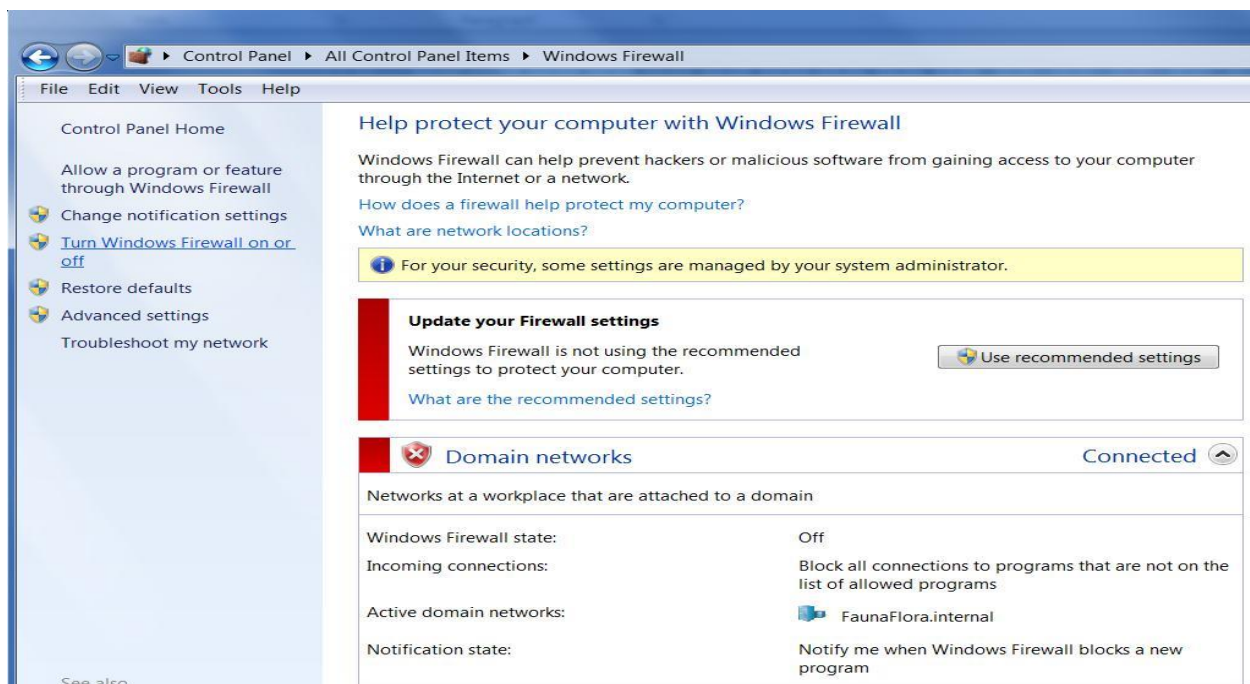 Control Panel ▸ All Control Panel Items ▸ Windows Firewall
File Edit View Tools Help
Control Panel Home
Allow a program or feature
through Windows Firewall
Change notification settings
Turn Windows Firewall on or
off
Restore defaults
Advanced settings
Troubleshoot my network
See also
Help protect your computer with Windows Firewall
Windows Firewall can help prevent hackers or malicious software from gaining access to your computer
through the Internet or a network.
How does a firewall help protect my computer?
What are network locations?
For your security, some settings are managed by your system administrator.
Update your Firewall settings
Windows Firewall is not using the recommended
settings to protect your computer.
Use recommended settings
What are the recommended settings?
Domain networks Connected
Networks at a workplace that are attached to a domain
Windows Firewall state: Off
Incoming connections: Block all connections to programs that are not on the
list of allowed programs
Active domain networks: FaunaFlora.internal
Notification state: Notify me when Windows Firewall blocks a new
program